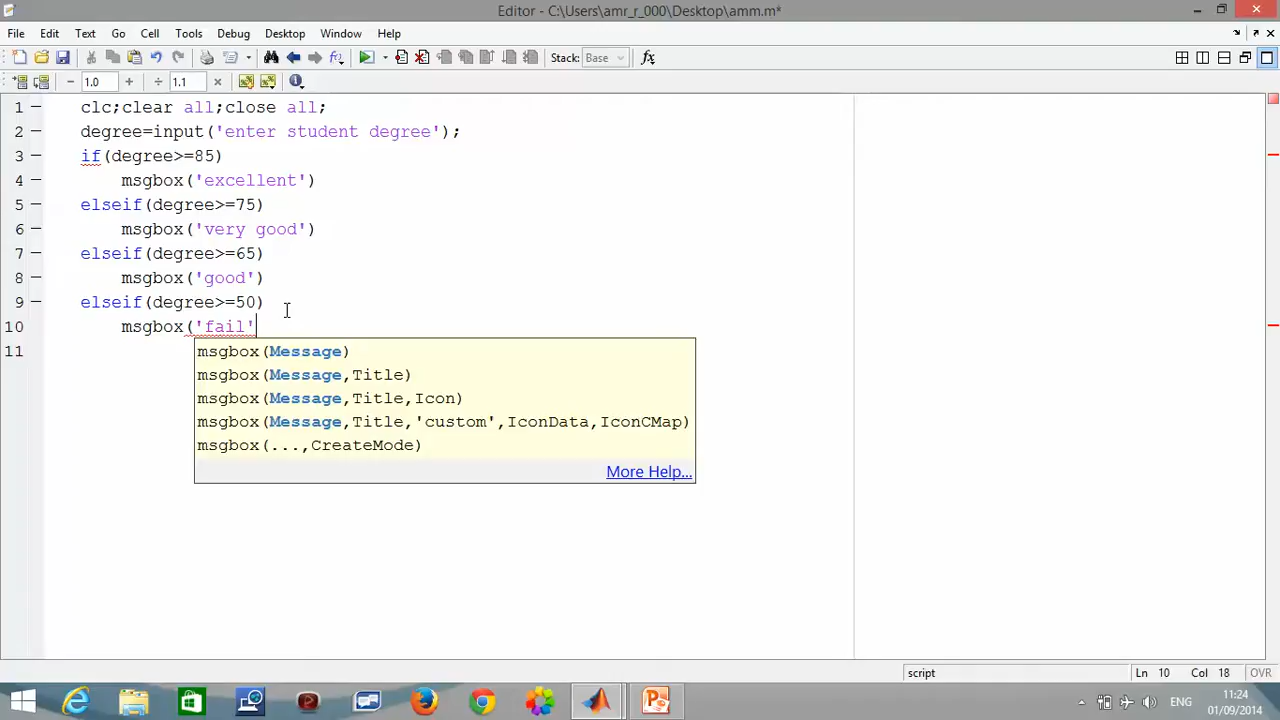 Editor - C:\Users\amr_r_000\Desktop\amm.m*
File Edit Text Go Cell Tools Debug Desktop Window Help
Stack: Base fx
− 1.0 + ÷ 1.1 ×
1 clc;clear all;close all;
2 degree=input('enter student degree');
3 if(degree>=85)
4 msgbox('excellent')
5 elseif(degree>=75)
6 msgbox('very good')
7 elseif(degree>=65)
8 msgbox('good')
9 elseif(degree>=50)
10 msgbox('fail'
11
msgbox(Message)
msgbox(Message,Title)
msgbox(Message,Title,Icon)
msgbox(Message,Title,'custom',IconData,IconCMap)
msgbox(...,CreateMode)
More Help...
script Ln 10 Col 18 OVR
ENG 11:24
01/09/2014